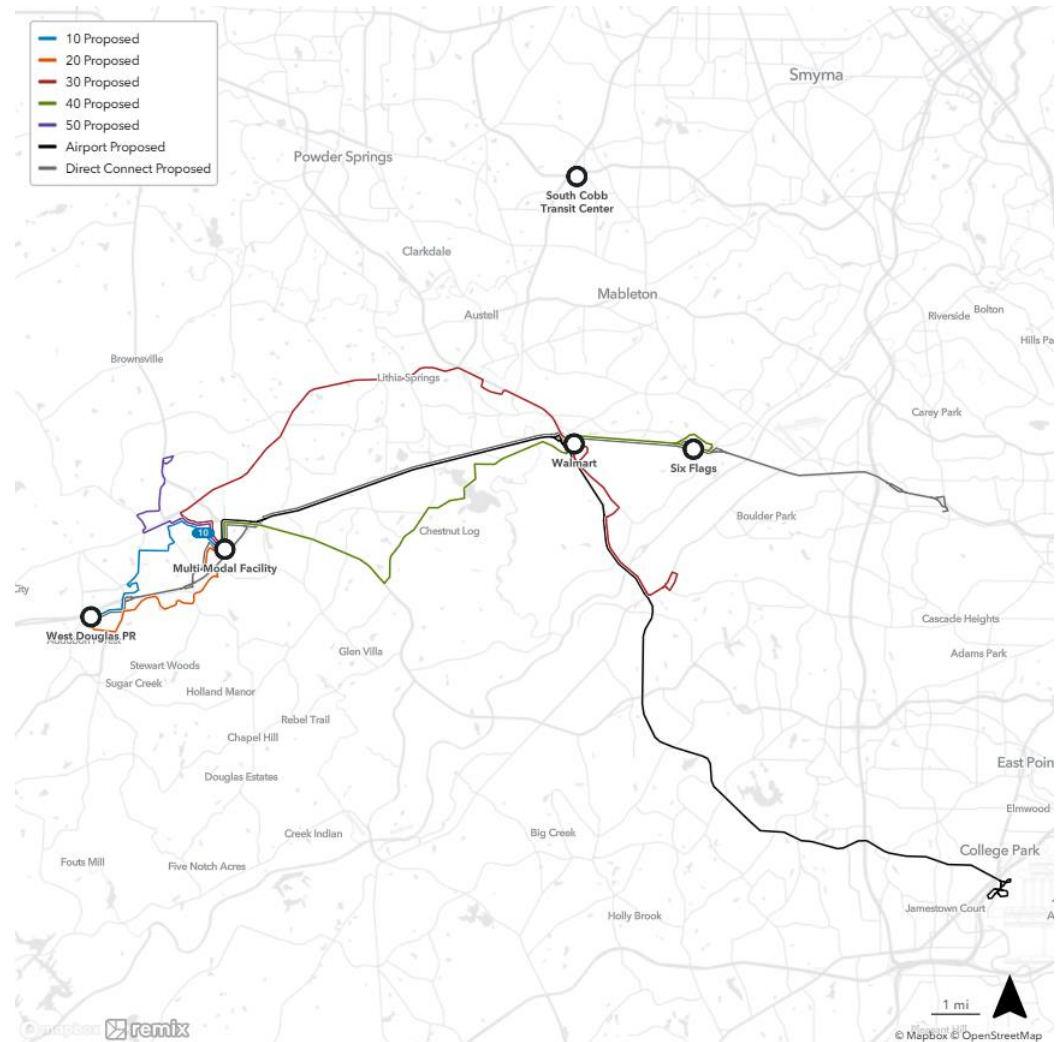 10 Proposed
20 Proposed
30 Proposed
40 Proposed
50 Proposed
Airport Proposed
Direct Connect Proposed
Smyrna
Powder Springs
South Cobb
Transit Center
Clarkdale
Mableton
Austell
Riverside
Bolton
Hills Pa
Brownsville
Lithia Springs
Carey Park
Walmart
Six Flags
Boulder Park
Chestnut Log
10
Multi-Modal Facility
City
West Douglas PR
Cascade Heights
Adams Park
Glen Villa
Stewart Woods
Sugar Creek
Holland Manor
Rebel Trail
Chapel Hill
East Poin
Douglas Estates
Elmwood
Creek Indian
Big Creek
College Park
Fouts Mill
Five Notch Acres
Jamestown Court
Holly Brook
1 mi
mapbox remix
© Mapbox © OpenStreetMap